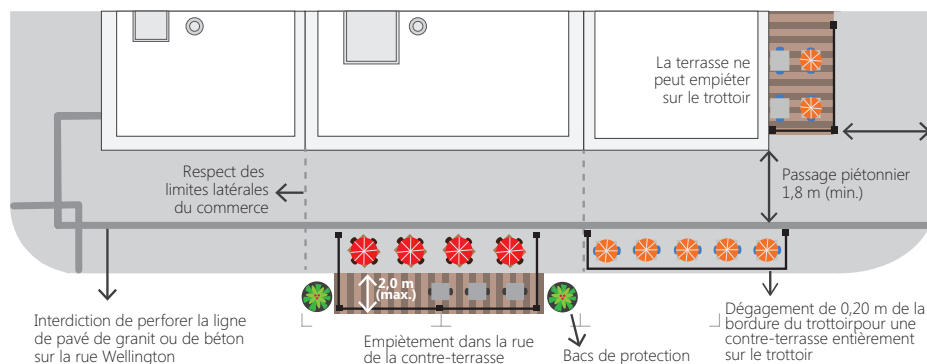 La terrasse ne
peut empiéter
sur le trottoir
Respect des
limites latérales
du commerce
Passage piétonnier
1,8 m (min.)
2,0 m
(max.)
Interdiction de perforer la ligne
de pavé de granit ou de béton
sur la rue Wellington
Empiètement dans la rue
de la contre-terrasse
Bacs de protection
Dégagement de 0,20 m de la
bordure du trottoirpour une
contre-terrasse entièrement
sur le trottoir